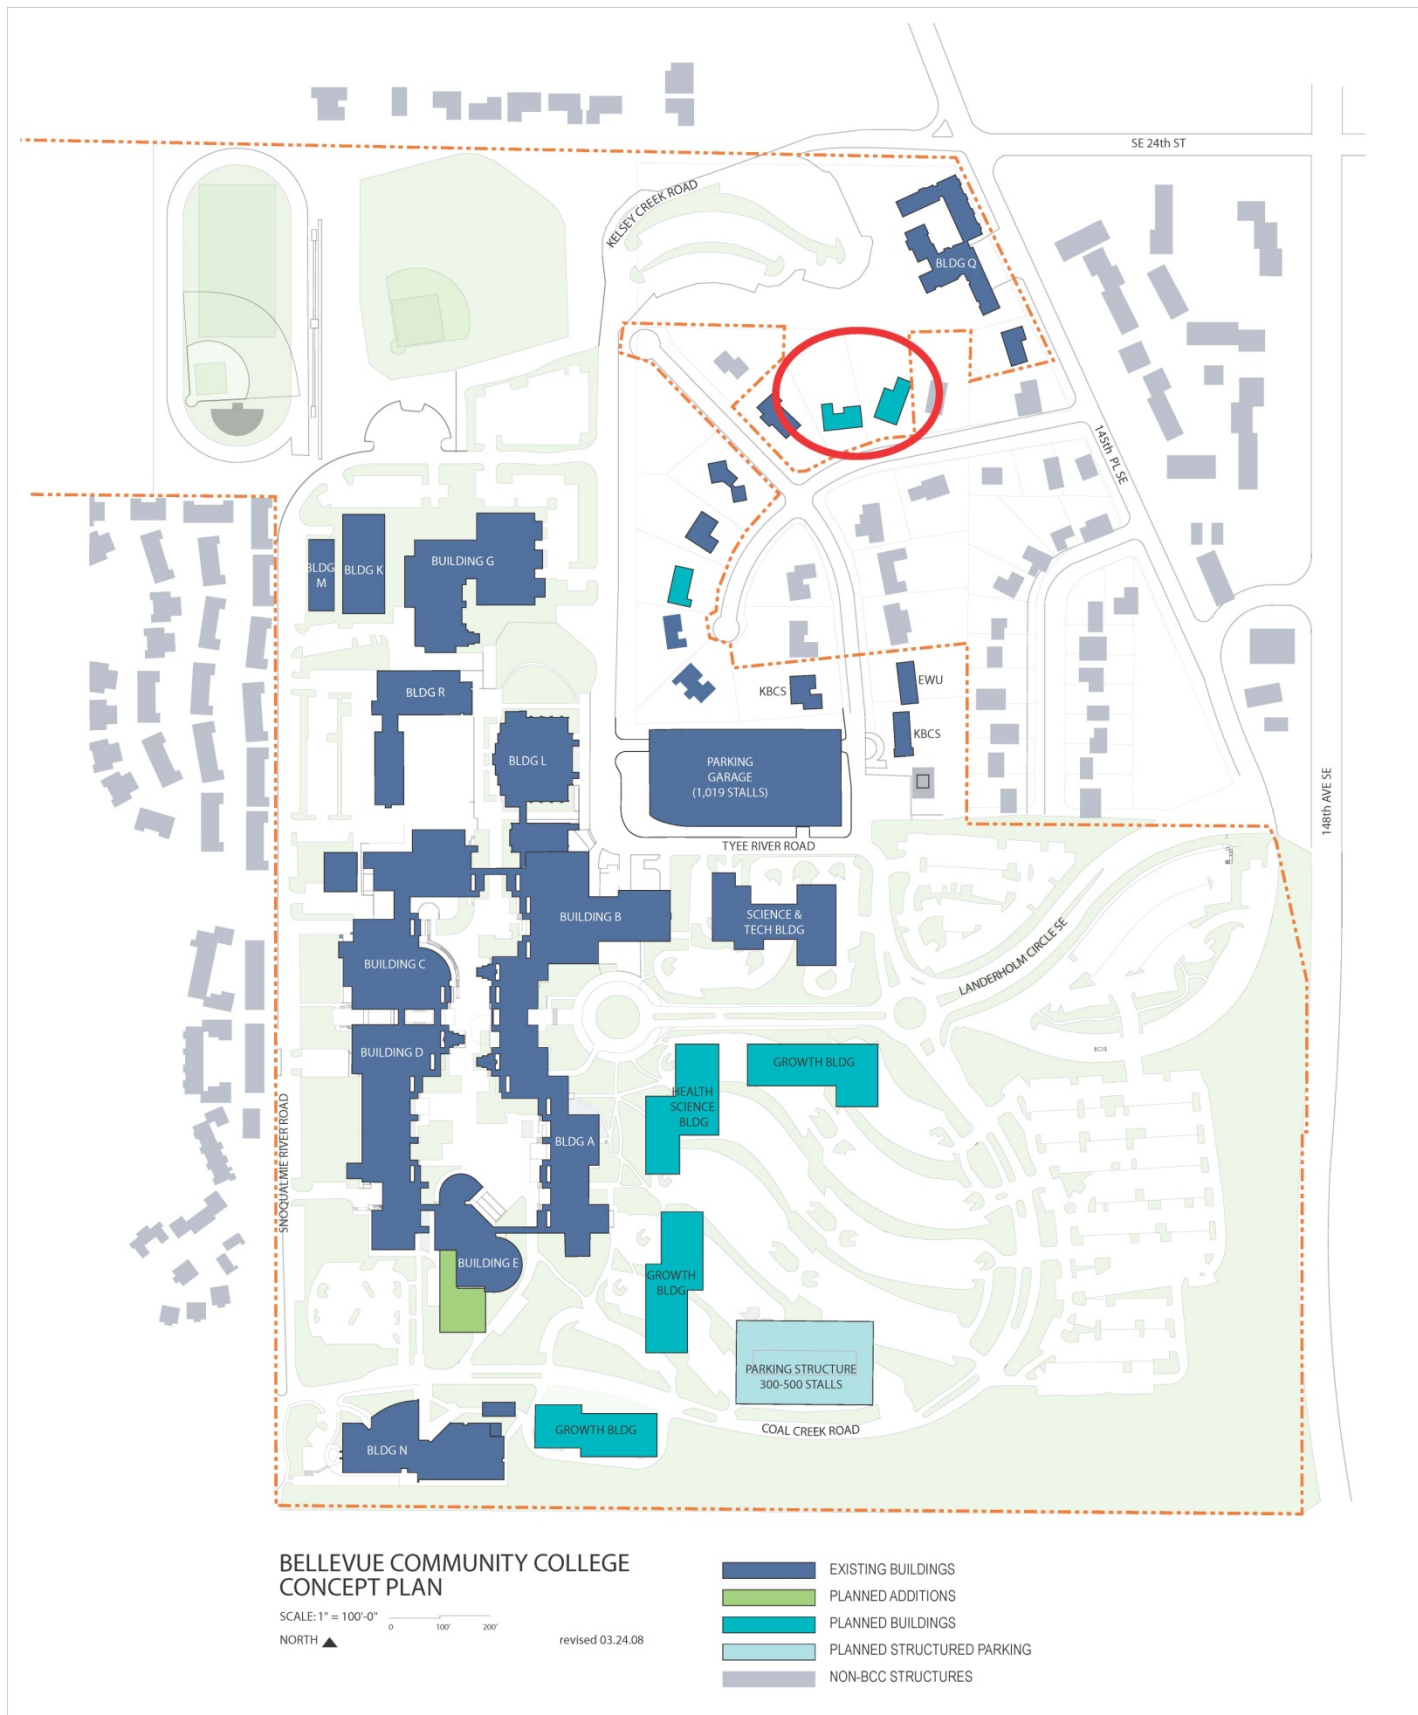 SE 24th ST
KELSEY CREEK ROAD
BLDG Q
145th PL SE
BLDG
M
BLDG K
BUILDING G
BLDG R
EWU
KBCS
KBCS
BLDG L
PARKING
GARAGE
(1,019 STALLS)
148th AVE SE
TYEE RIVER ROAD
BUILDING B
SCIENCE &
TECH BLDG
BUILDING C
LANDERHOLM CIRCLE SE
BUILDING D
GROWTH BLDG
HEALTH
SCIENCE
BLDG
SNOQUALMIE RIVER ROAD
BLDG A
BUILDING E
GROWTH
BLDG
PARKING STRUCTURE
300-500 STALLS
COAL CREEK ROAD
GROWTH BLDG
BLDG N
BELLEVUE COMMUNITY COLLEGE
CONCEPT PLAN
SCALE: 1" = 100'-0"
0 100' 200'
NORTH
revised 03.24.08
EXISTING BUILDINGS
PLANNED ADDITIONS
PLANNED BUILDINGS
PLANNED STRUCTURED PARKING
NON-BCC STRUCTURES